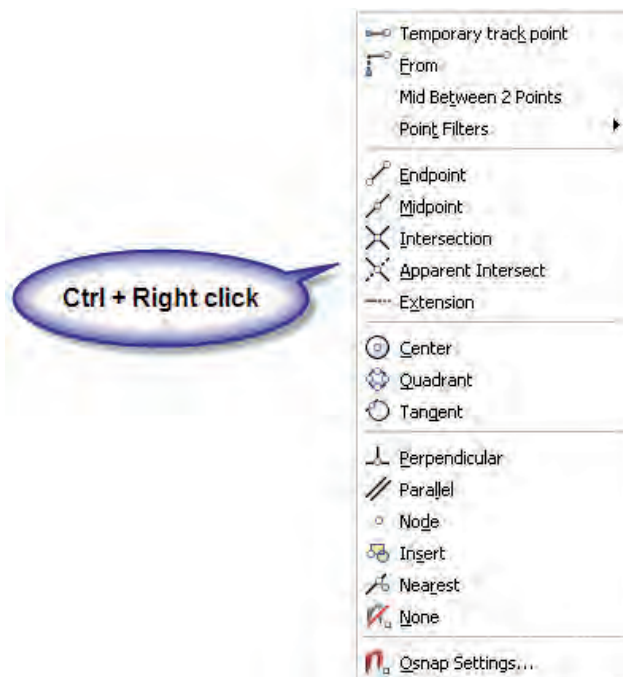 Temporary track point
From
Mid Between 2 Points
Point Filters
Endpoint
Midpoint
Intersection
Apparent Intersect
Extension
Ctrl + Right click
Center
Quadrant
Tangent
Perpendicular
Parallel
Node
Insert
Nearest
None
Osnap Settings...